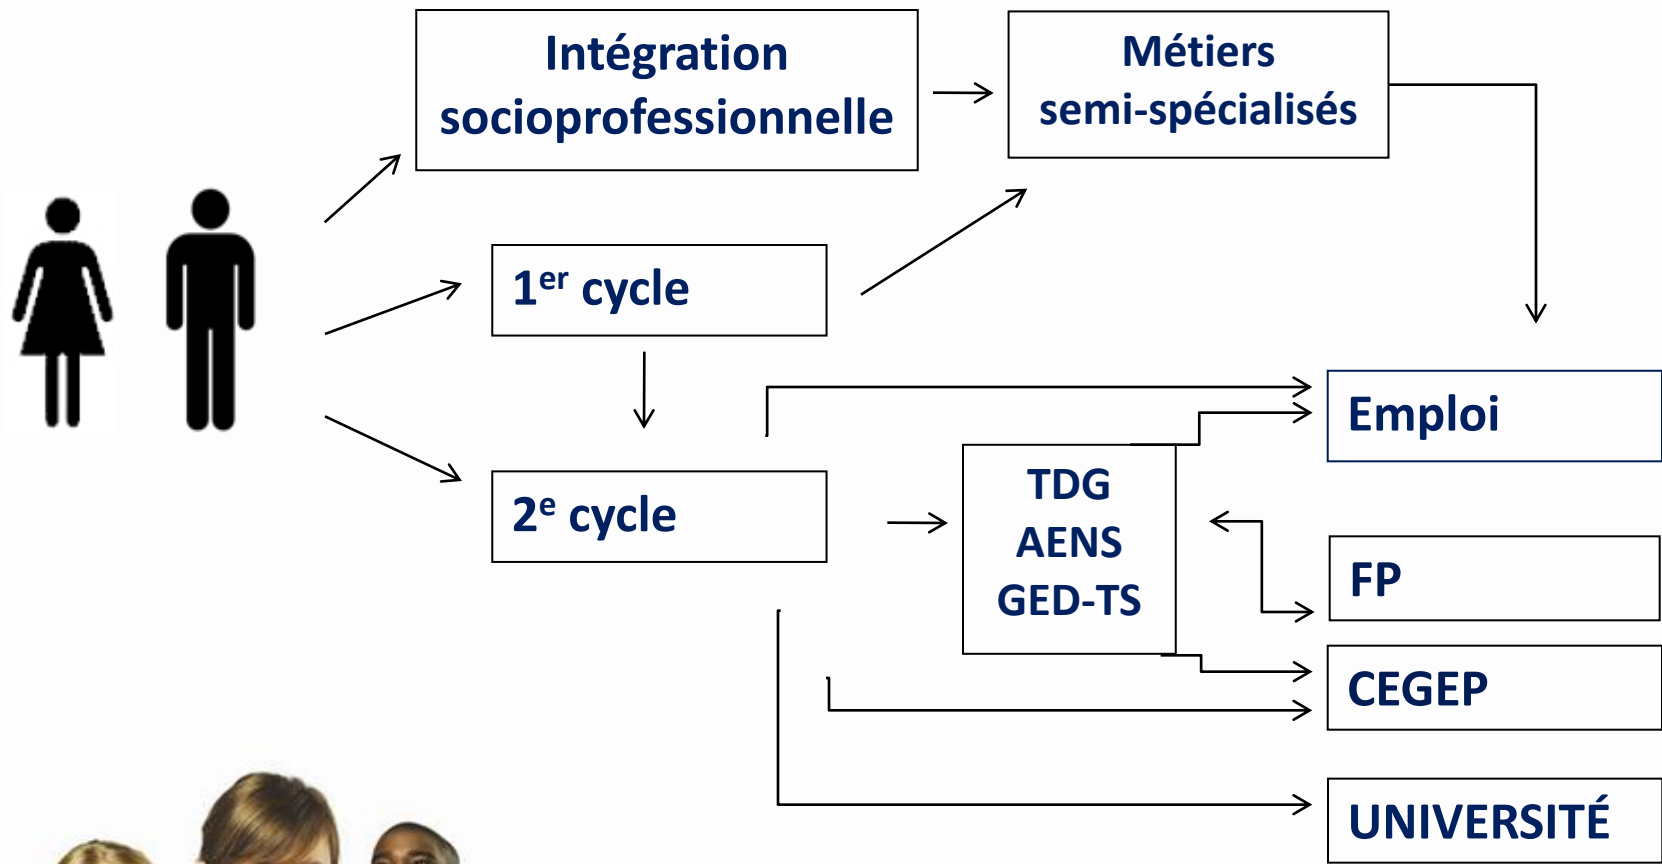 Intégration
socioprofessionnelle
Métiers
semi-spécialisés
1er cycle
2e cycle
TDG
AENS
GED-TS
Emploi
FP
CEGEP
UNIVERSITÉ